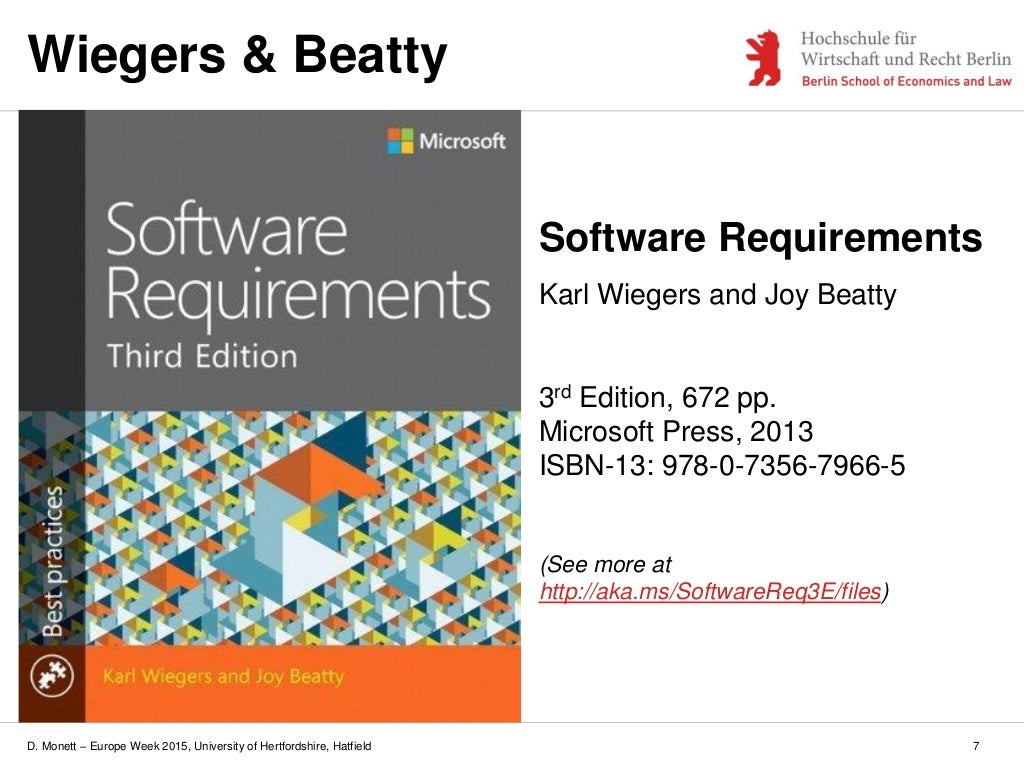 Wiegers & Beatty
Hochschule für
Wirtschaft und Recht Berlin
Berlin School of Economics and Law
Microsoft
Software
Requirements
Third Edition
Best practices
Karl Wiegers and Joy Beatty
Software Requirements
Karl Wiegers and Joy Beatty
3rd Edition, 672 pp.
Microsoft Press, 2013
ISBN-13: 978-0-7356-7966-5
(See more at
http://aka.ms/SoftwareReq3E/files)
D. Monett – Europe Week 2015, University of Hertfordshire, Hatfield
7